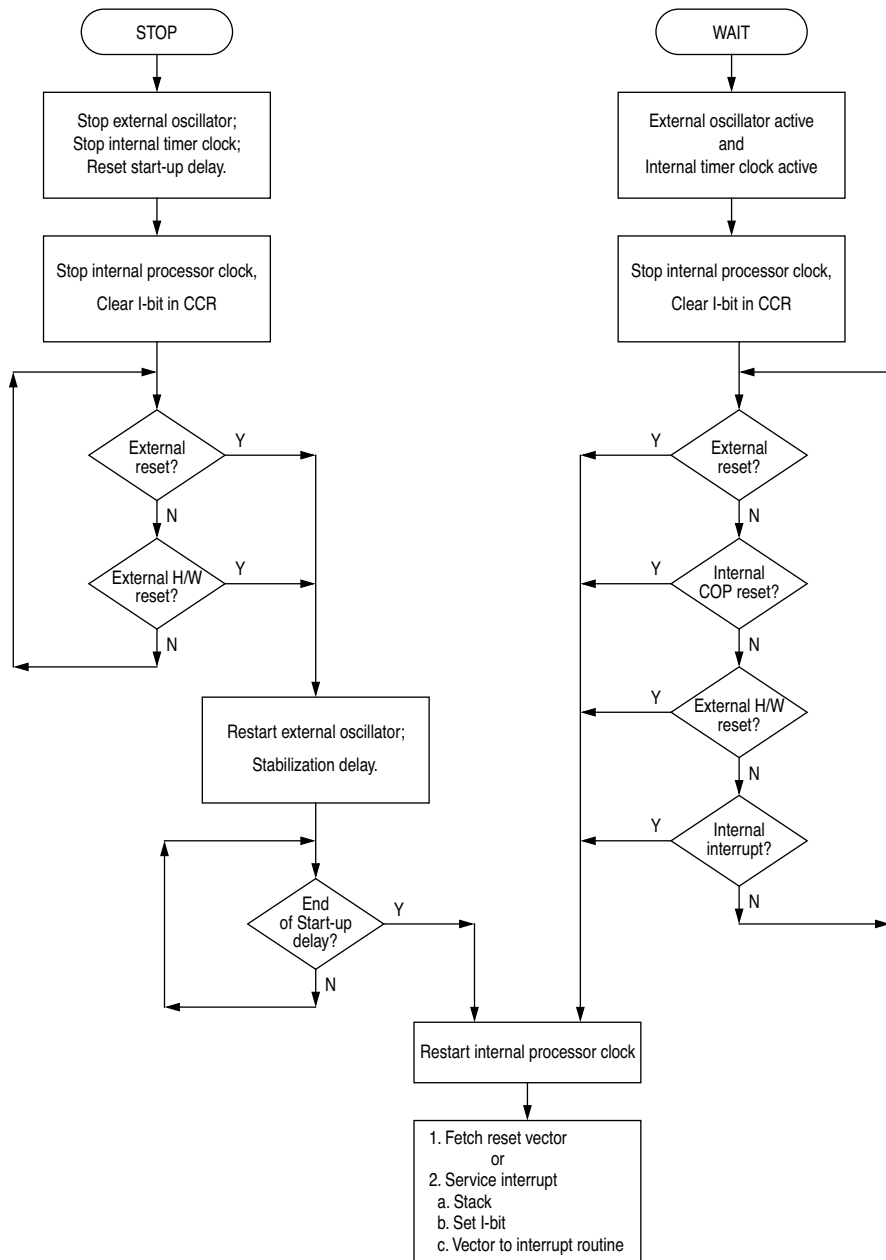 STOP
Stop external oscillator;
Stop internal timer clock;
Reset start-up delay.
Stop internal processor clock,
Clear I-bit in CCR
External
reset?
Y
N
External H/W
reset?
Y
N
Restart external oscillator;
Stabilization delay.
End
of Start-up
delay?
Y
N
WAIT
External oscillator active
and
Internal timer clock active
Stop internal processor clock,
Clear I-bit in CCR
External
reset?
Y
N
Internal
COP reset?
Y
N
External H/W
reset?
Y
N
Internal
interrupt?
Y
N
Restart internal processor clock
1. Fetch reset vector
or
2. Service interrupt
a. Stack
b. Set I-bit
c. Vector to interrupt routine